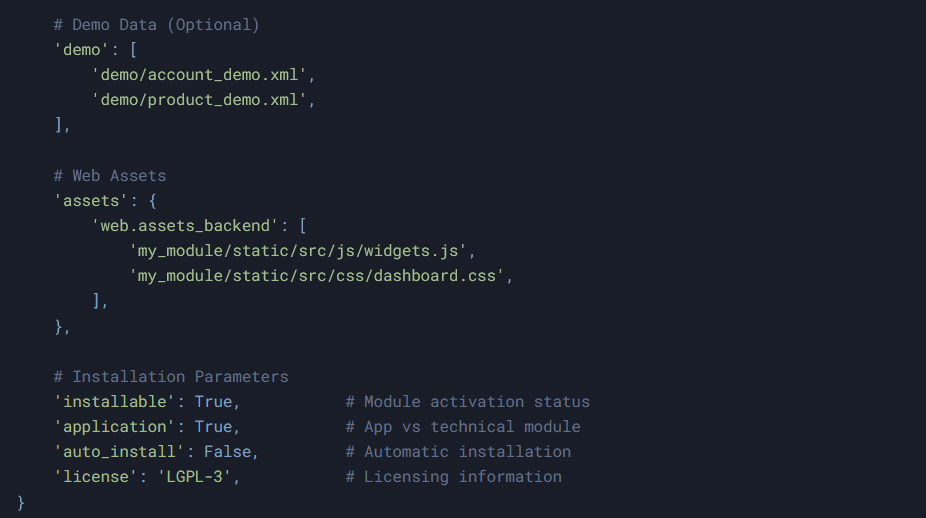 # Demo Data (Optional)
'demo': [
'demo/account_demo.xml',
'demo/product_demo.xml',
],
# Web Assets
'assets': {
'web.assets_backend': [
'my_module/static/src/js/widgets.js',
'my_module/static/src/css/dashboard.css',
],
},
# Installation Parameters
'installable': True, # Module activation status
'application': True, # App vs technical module
'auto_install': False, # Automatic installation
'license': 'LGPL-3', # Licensing information
}